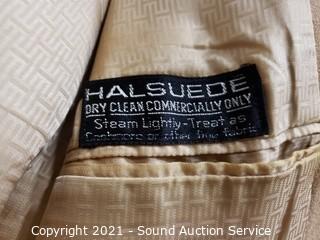 HALSUEDE
DRY CLEAN COMMERCIALLY ONLY
Steam Lightly-Treat as
Cashmere or other fine fabric
Copyright 2021 - Sound Auction Service